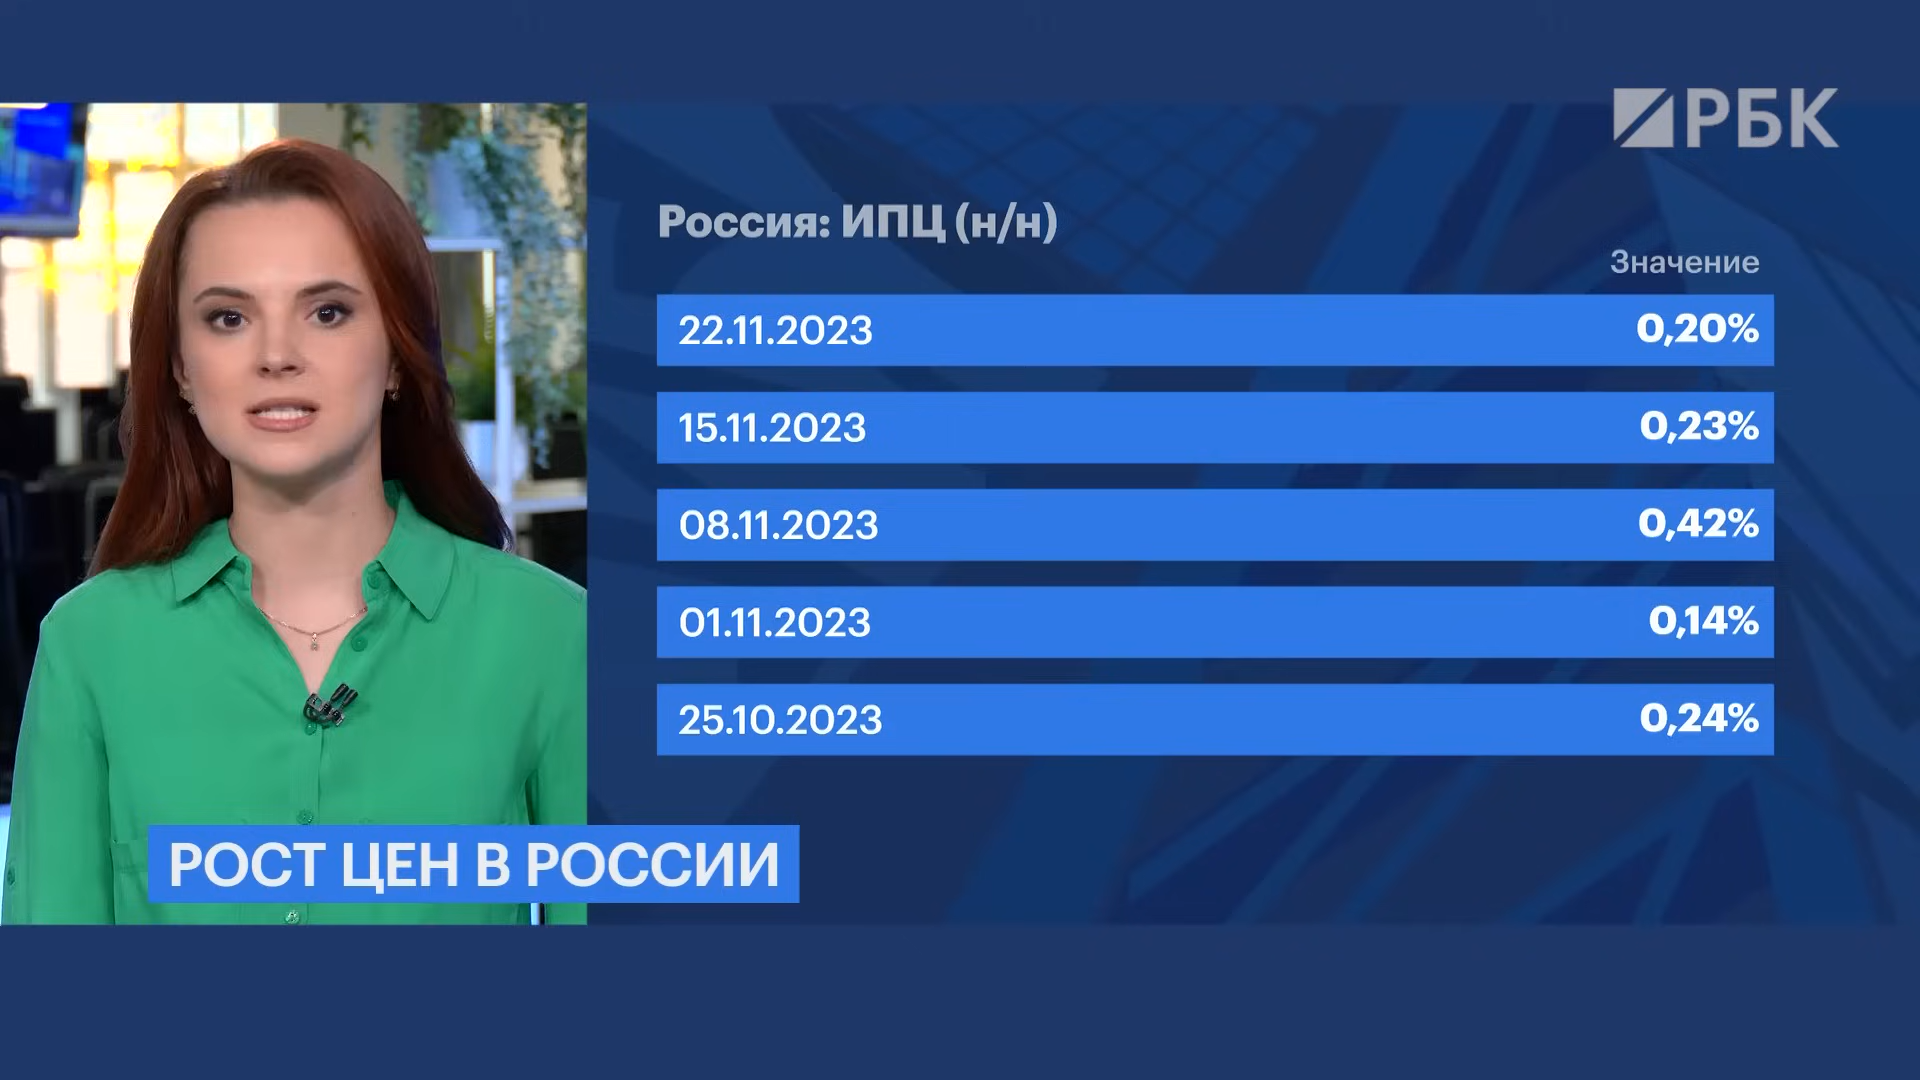 РБК
Россия: ИПЦ (н/н)
Значение
22.11.2023 0,20%
15.11.2023 0,23%
08.11.2023 0,42%
01.11.2023 0,14%
25.10.2023 0,24%
РОСТ ЦЕН В РОССИИ